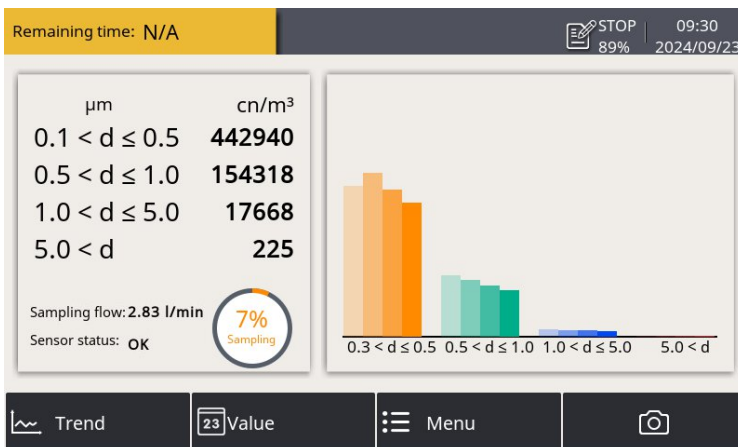 Remaining time: N/A
STOP
89%
09:30
2024/09/23
µm cn/m³
0.1 < d ≤ 0.5 442940
0.5 < d ≤ 1.0 154318
1.0 < d ≤ 5.0 17668
5.0 < d 225
Sampling flow: 2.83 l/min
Sensor status: OK
7%
Sampling
0.3 < d ≤ 0.5 0.5 < d ≤ 1.0 1.0 < d ≤ 5.0 5.0 < d
Trend
23 Value
Menu